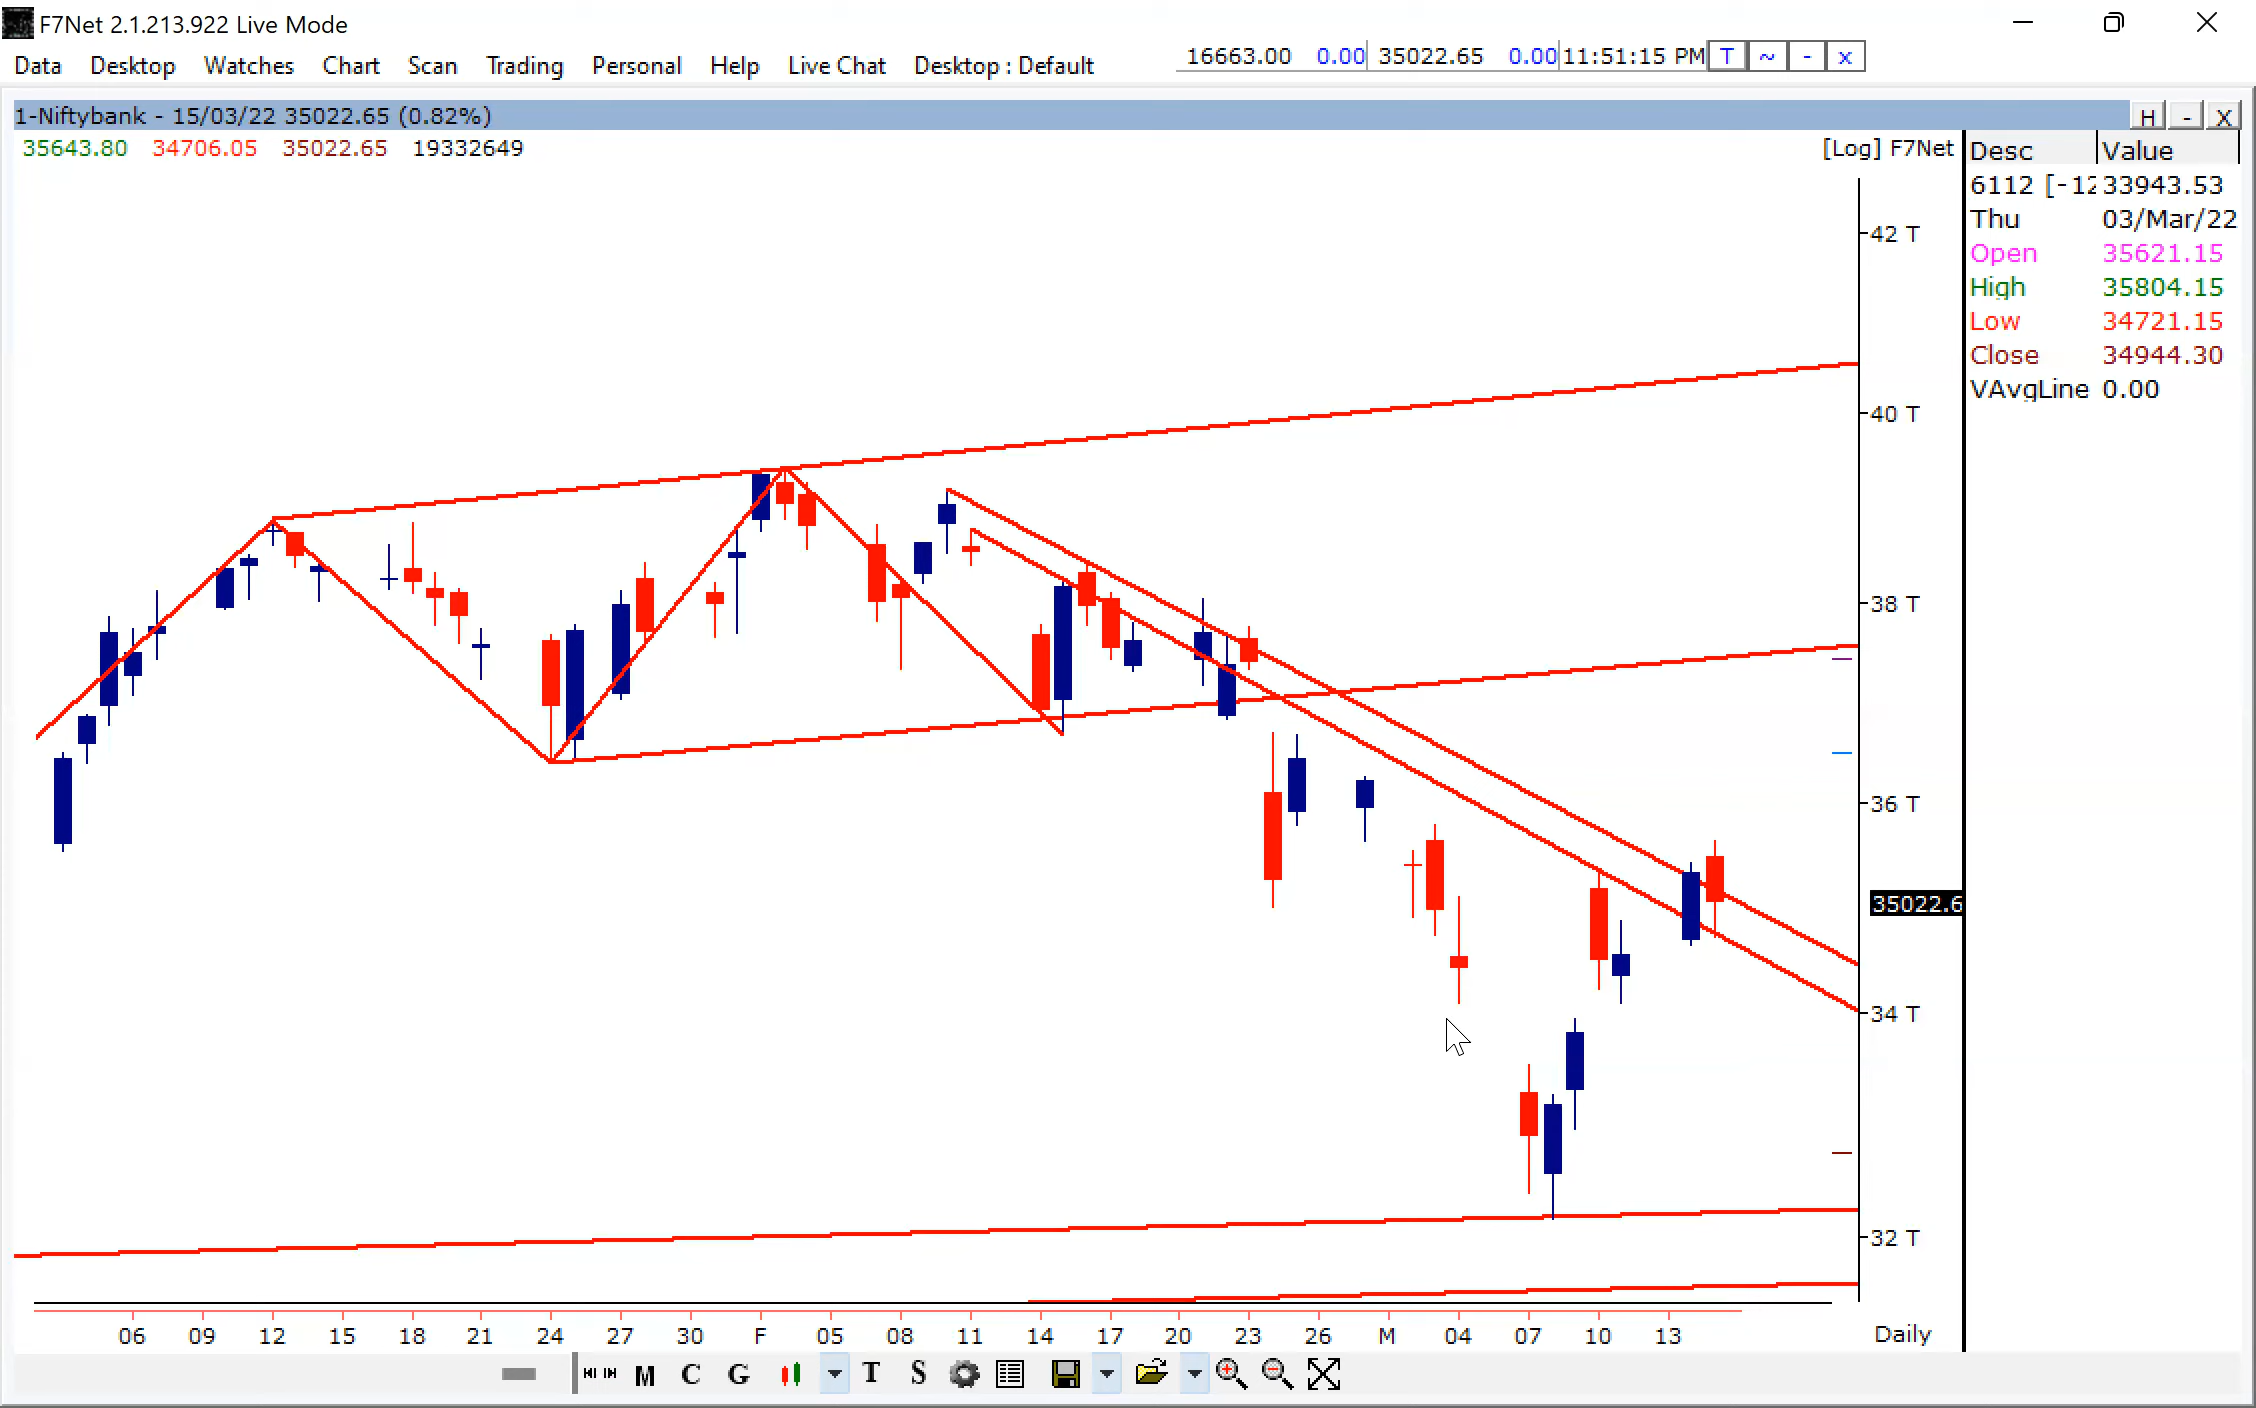 F7Net 2.1.213.922 Live Mode
Data Desktop Watches Chart Scan Trading Personal Help Live Chat Desktop : Default 16663.00 0.00 35022.65 0.00 11:51:15 PM T ~ - x
1-Niftybank - 15/03/22 35022.65 (0.82%) H - X
35643.80 34706.05 35022.65 19332649 [Log] F7Net
Desc Value
6112 [-12 33943.53
Thu 03/Mar/22
Open 35621.15
High 35804.15
Low 34721.15
Close 34944.30
VAvgLine 0.00
42 T
40 T
38 T
36 T
35022.6
34 T
32 T
06 09 12 15 18 21 24 27 30 F 05 08 11 14 17 20 23 26 M 04 07 10 13 Daily
M C G T S